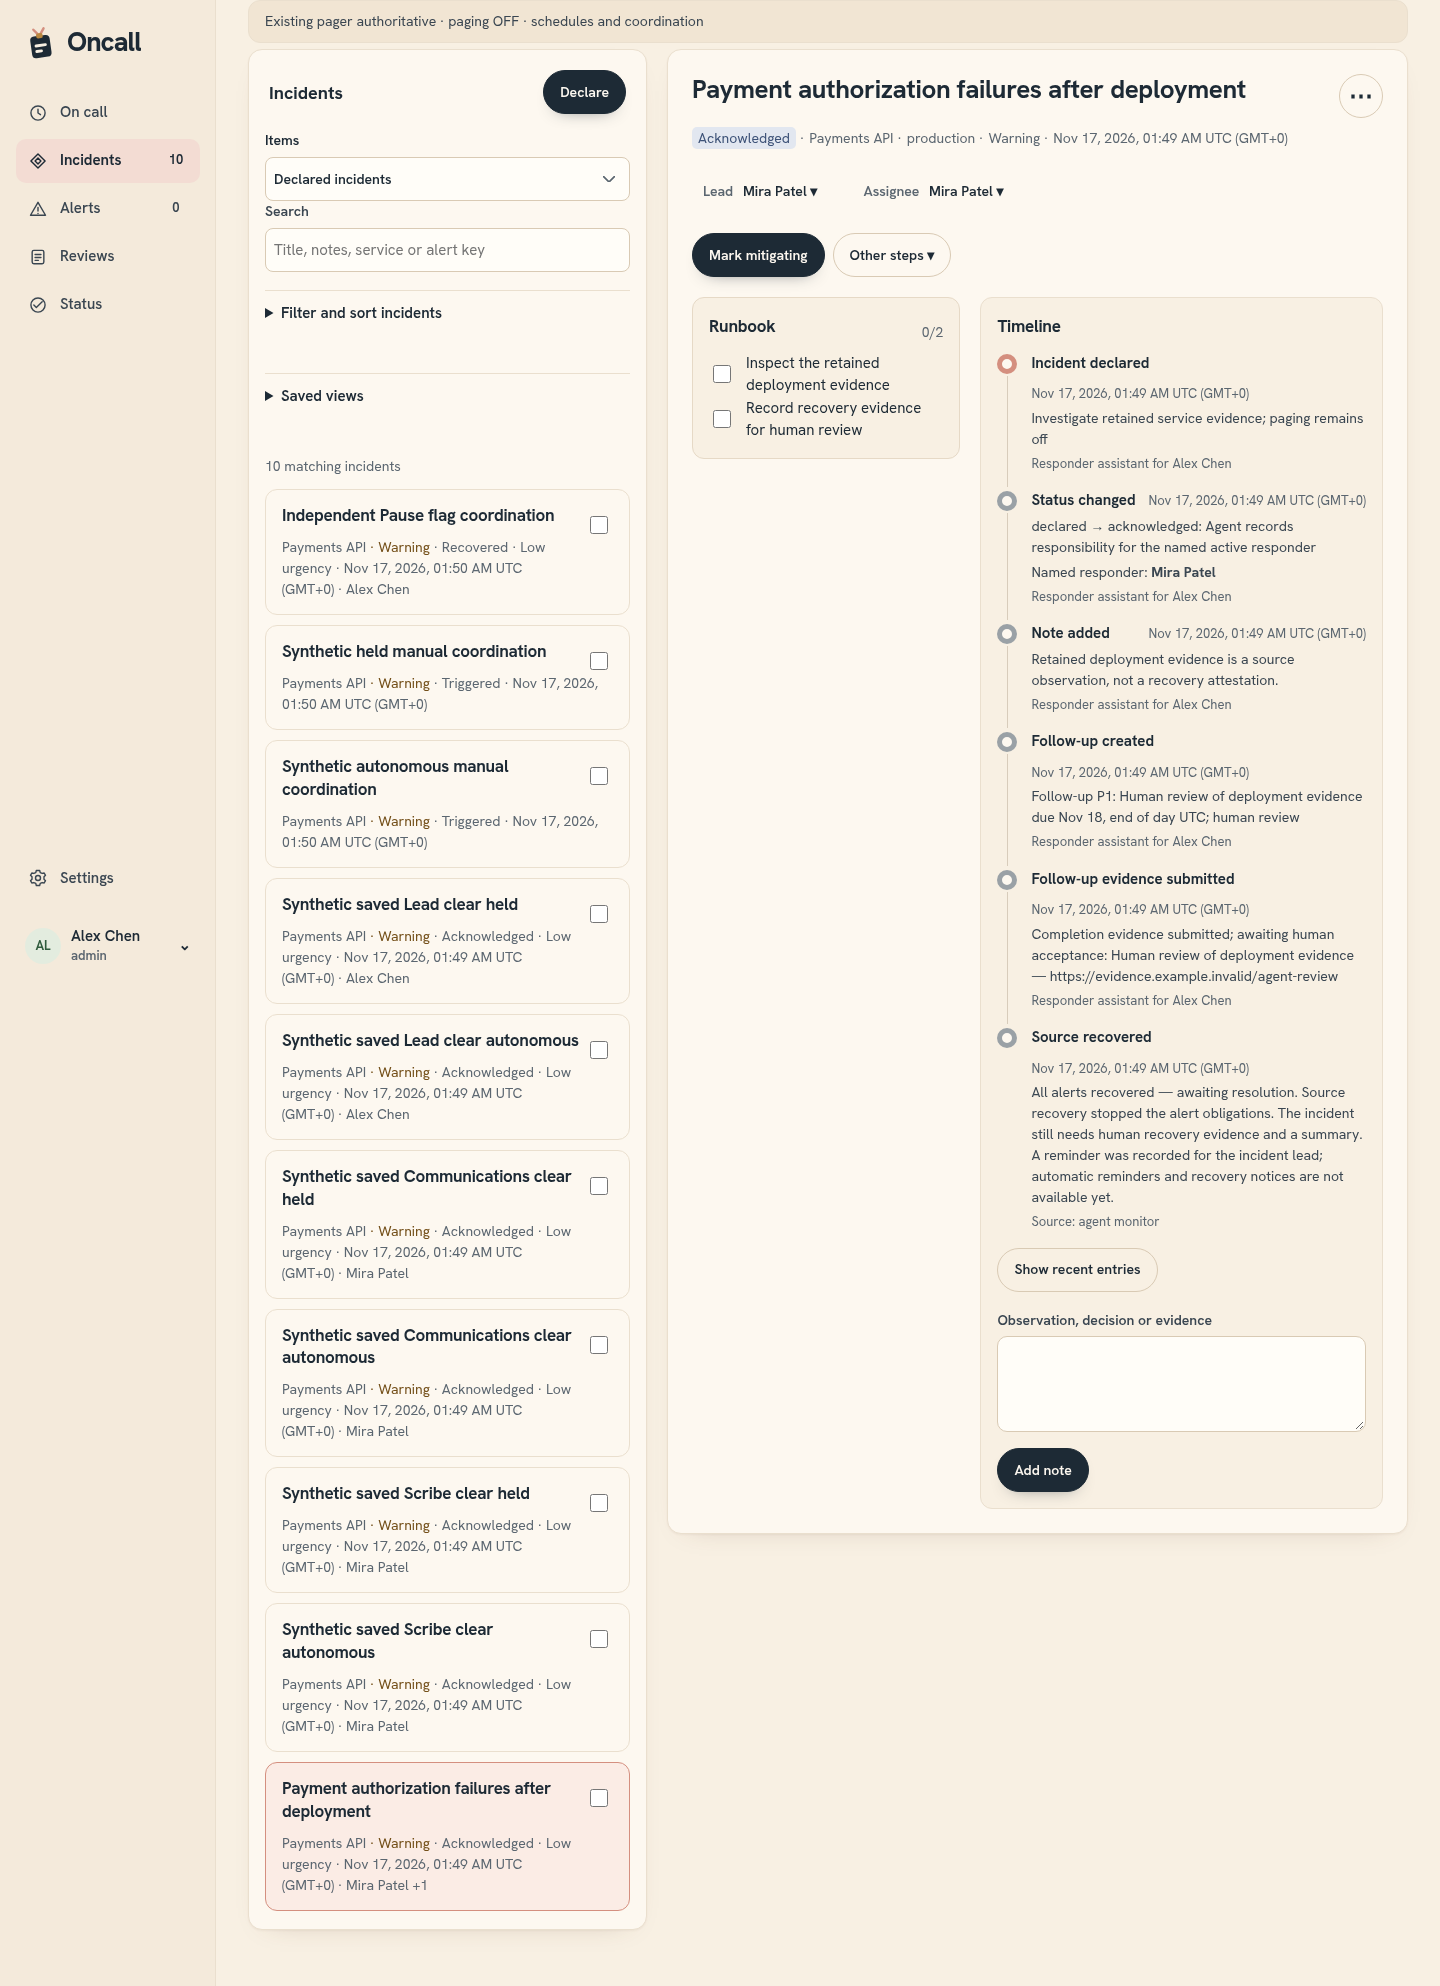 Oncall
On call
Incidents 10
Alerts 0
Reviews
Status
Settings
AL
Alex Chen
admin
Existing pager authoritative · paging OFF · schedules and coordination
Incidents
Declare
Items
Declared incidents
Search
Title, notes, service or alert key
Filter and sort incidents
Saved views
10 matching incidents
Independent Pause flag coordination
Payments API · Warning · Recovered · Low
urgency · Nov 17, 2026, 01:50 AM UTC
(GMT+0) · Alex Chen
Synthetic held manual coordination
Payments API · Warning · Triggered · Nov 17, 2026,
01:50 AM UTC (GMT+0)
Synthetic autonomous manual
coordination
Payments API · Warning · Triggered · Nov 17, 2026,
01:50 AM UTC (GMT+0)
Synthetic saved Lead clear held
Payments API · Warning · Acknowledged · Low
urgency · Nov 17, 2026, 01:49 AM UTC
(GMT+0) · Alex Chen
Synthetic saved Lead clear autonomous
Payments API · Warning · Acknowledged · Low
urgency · Nov 17, 2026, 01:49 AM UTC
(GMT+0) · Alex Chen
Synthetic saved Communications clear
held
Payments API · Warning · Acknowledged · Low
urgency · Nov 17, 2026, 01:49 AM UTC
(GMT+0) · Mira Patel
Synthetic saved Communications clear
autonomous
Payments API · Warning · Acknowledged · Low
urgency · Nov 17, 2026, 01:49 AM UTC
(GMT+0) · Mira Patel
Synthetic saved Scribe clear held
Payments API · Warning · Acknowledged · Low
urgency · Nov 17, 2026, 01:49 AM UTC
(GMT+0) · Mira Patel
Synthetic saved Scribe clear
autonomous
Payments API · Warning · Acknowledged · Low
urgency · Nov 17, 2026, 01:49 AM UTC
(GMT+0) · Mira Patel
Payment authorization failures after
deployment
Payments API · Warning · Acknowledged · Low
urgency · Nov 17, 2026, 01:49 AM UTC
(GMT+0) · Mira Patel +1
Payment authorization failures after deployment
Acknowledged · Payments API · production · Warning · Nov 17, 2026, 01:49 AM UTC (GMT+0)
Lead Mira Patel ▾ Assignee Mira Patel ▾
Mark mitigating
Other steps ▾
Runbook 0/2
Inspect the retained
deployment evidence
Record recovery evidence
for human review
Timeline
Incident declared
Nov 17, 2026, 01:49 AM UTC (GMT+0)
Investigate retained service evidence; paging remains
off
Responder assistant for Alex Chen
Status changed Nov 17, 2026, 01:49 AM UTC (GMT+0)
declared → acknowledged: Agent records
responsibility for the named active responder
Named responder: Mira Patel
Responder assistant for Alex Chen
Note added Nov 17, 2026, 01:49 AM UTC (GMT+0)
Retained deployment evidence is a source
observation, not a recovery attestation.
Responder assistant for Alex Chen
Follow-up created
Nov 17, 2026, 01:49 AM UTC (GMT+0)
Follow-up P1: Human review of deployment evidence
due Nov 18, end of day UTC; human review
Responder assistant for Alex Chen
Follow-up evidence submitted
Nov 17, 2026, 01:49 AM UTC (GMT+0)
Completion evidence submitted; awaiting human
acceptance: Human review of deployment evidence
— https://evidence.example.invalid/agent-review
Responder assistant for Alex Chen
Source recovered
Nov 17, 2026, 01:49 AM UTC (GMT+0)
All alerts recovered — awaiting resolution. Source
recovery stopped the alert obligations. The incident
still needs human recovery evidence and a summary.
A reminder was recorded for the incident lead;
automatic reminders and recovery notices are not
available yet.
Source: agent monitor
Show recent entries
Observation, decision or evidence
Add note